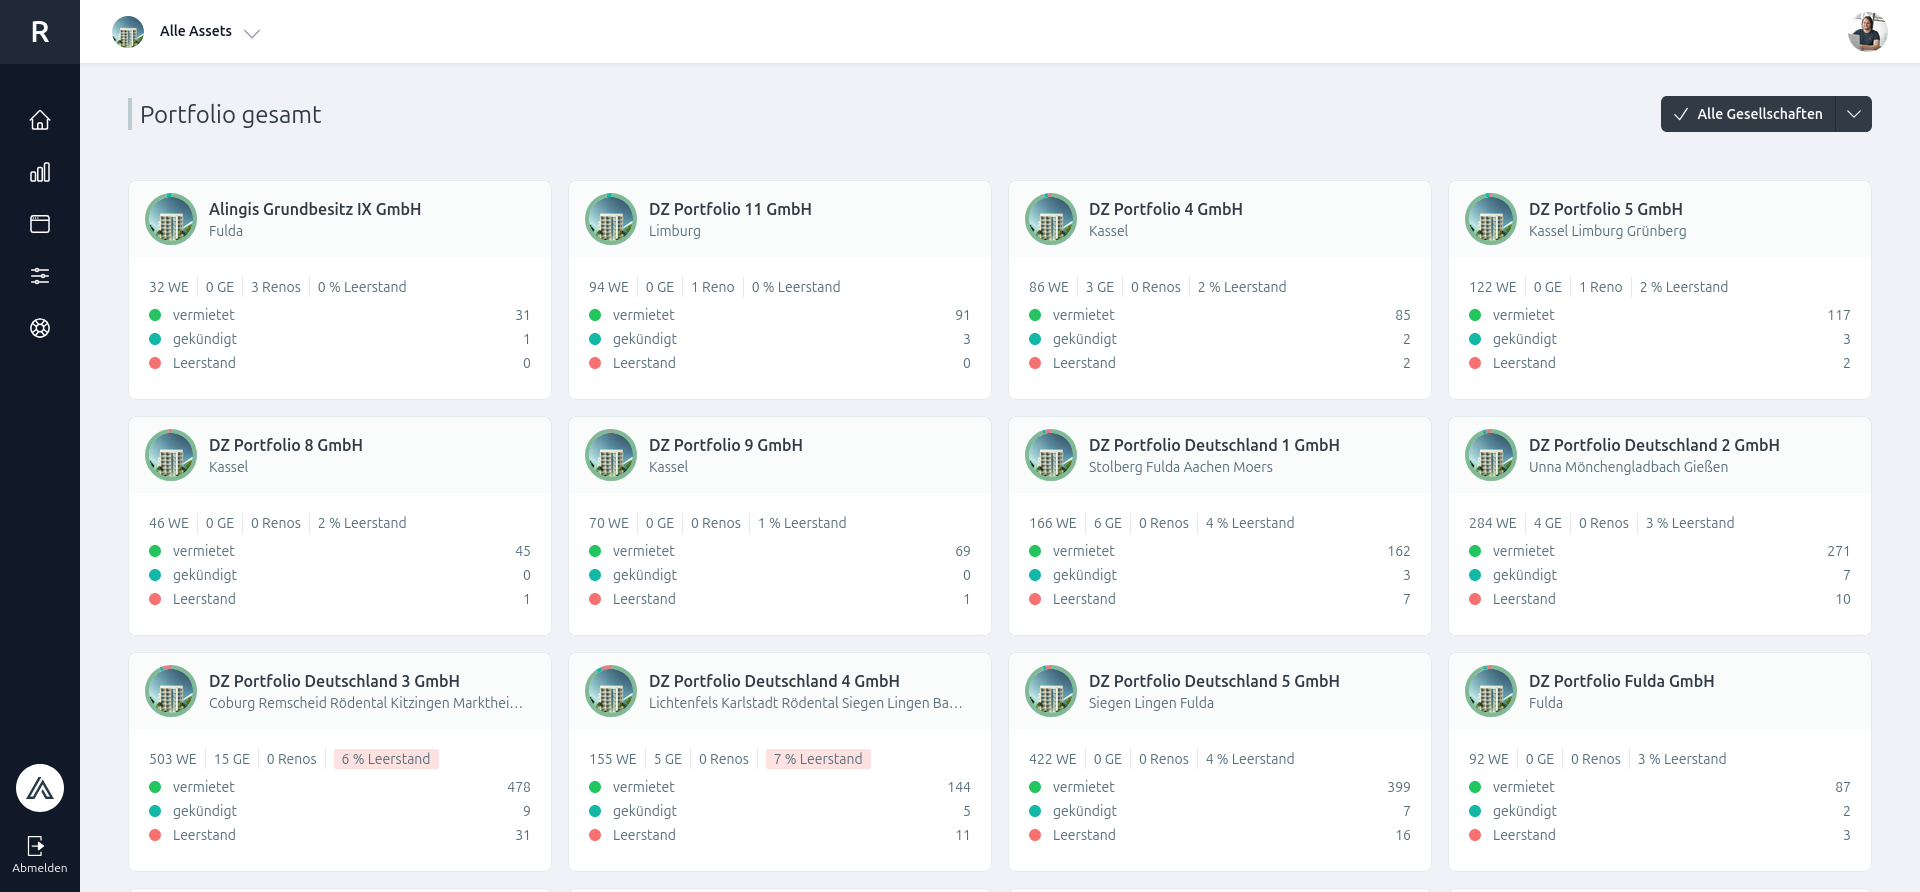 R
Alle Assets
Portfolio gesamt
Alle Gesellschaften
Alingis Grundbesitz IX GmbH
Fulda
32 WE 0 GE 3 Renos 0 % Leerstand
vermietet 31
gekündigt 1
Leerstand 0
DZ Portfolio 11 GmbH
Limburg
94 WE 0 GE 1 Reno 0 % Leerstand
vermietet 91
gekündigt 3
Leerstand 0
DZ Portfolio 4 GmbH
Kassel
86 WE 3 GE 0 Renos 2 % Leerstand
vermietet 85
gekündigt 2
Leerstand 2
DZ Portfolio 5 GmbH
Kassel Limburg Grünberg
122 WE 0 GE 1 Reno 2 % Leerstand
vermietet 117
gekündigt 3
Leerstand 2
DZ Portfolio 8 GmbH
Kassel
46 WE 0 GE 0 Renos 2 % Leerstand
vermietet 45
gekündigt 0
Leerstand 1
DZ Portfolio 9 GmbH
Kassel
70 WE 0 GE 0 Renos 1 % Leerstand
vermietet 69
gekündigt 0
Leerstand 1
DZ Portfolio Deutschland 1 GmbH
Stolberg Fulda Aachen Moers
166 WE 6 GE 0 Renos 4 % Leerstand
vermietet 162
gekündigt 3
Leerstand 7
DZ Portfolio Deutschland 2 GmbH
Unna Mönchengladbach Gießen
284 WE 4 GE 0 Renos 3 % Leerstand
vermietet 271
gekündigt 7
Leerstand 10
DZ Portfolio Deutschland 3 GmbH
Coburg Remscheid Rödental Kitzingen Markthei...
503 WE 15 GE 0 Renos 6 % Leerstand
vermietet 478
gekündigt 9
Leerstand 31
DZ Portfolio Deutschland 4 GmbH
Lichtenfels Karlstadt Rödental Siegen Lingen Ba...
155 WE 5 GE 0 Renos 7 % Leerstand
vermietet 144
gekündigt 5
Leerstand 11
DZ Portfolio Deutschland 5 GmbH
Siegen Lingen Fulda
422 WE 0 GE 0 Renos 4 % Leerstand
vermietet 399
gekündigt 7
Leerstand 16
DZ Portfolio Fulda GmbH
Fulda
92 WE 0 GE 0 Renos 3 % Leerstand
vermietet 87
gekündigt 2
Leerstand 3
Abmelden